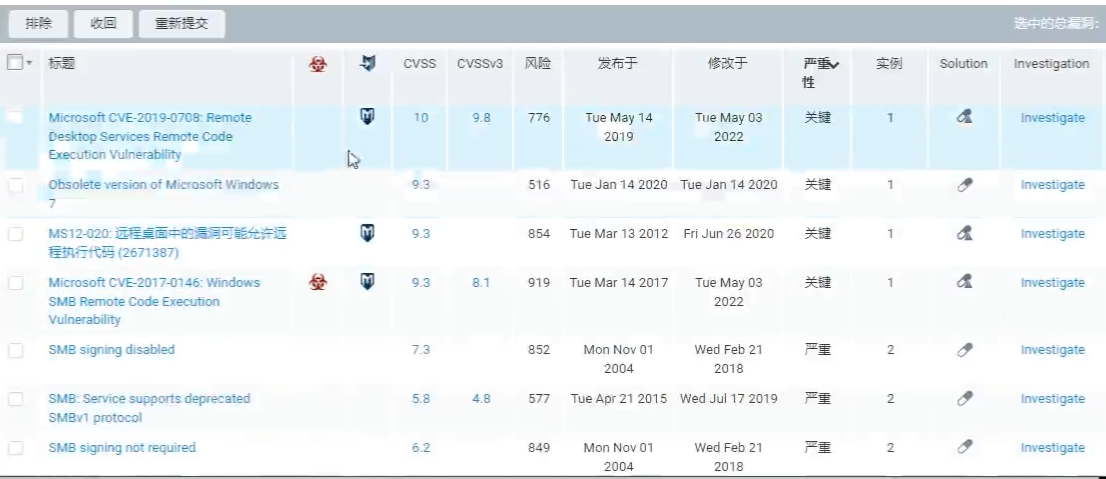 排除 收回 重新提交 选中的总漏洞:
标题 CVSS CVSSv3 风险 发布于 修改于 严重 实例 Solution Investigation
性
Microsoft CVE-2019-0708: Remote 10 9.8 776 Tue May 14 Tue May 03 关键 1 Investigate
Desktop Services Remote Code 2019 2022
Execution Vulnerability
Obsolete version of Microsoft Windows 9.3 516 Tue Jan 14 2020 Tue Jan 14 2020 关键 1 Investigate
7
MS12-020: 远程桌面中的漏洞可能允许远 9.3 854 Tue Mar 13 2012 Fri Jun 26 2020 关键 1 Investigate
程执行代码 (2671387)
Microsoft CVE-2017-0146: Windows 9.3 8.1 919 Tue Mar 14 2017 Tue May 03 关键 1 Investigate
SMB Remote Code Execution 2022
Vulnerability
SMB signing disabled 7.3 852 Mon Nov 01 Wed Feb 21 严重 2 Investigate
2004 2018
SMB: Service supports deprecated 5.8 4.8 577 Tue Apr 21 2015 Wed Jul 17 2019 严重 2 Investigate
SMBv1 protocol
SMB signing not required 6.2 849 Mon Nov 01 Wed Feb 21 严重 2 Investigate
2004 2018